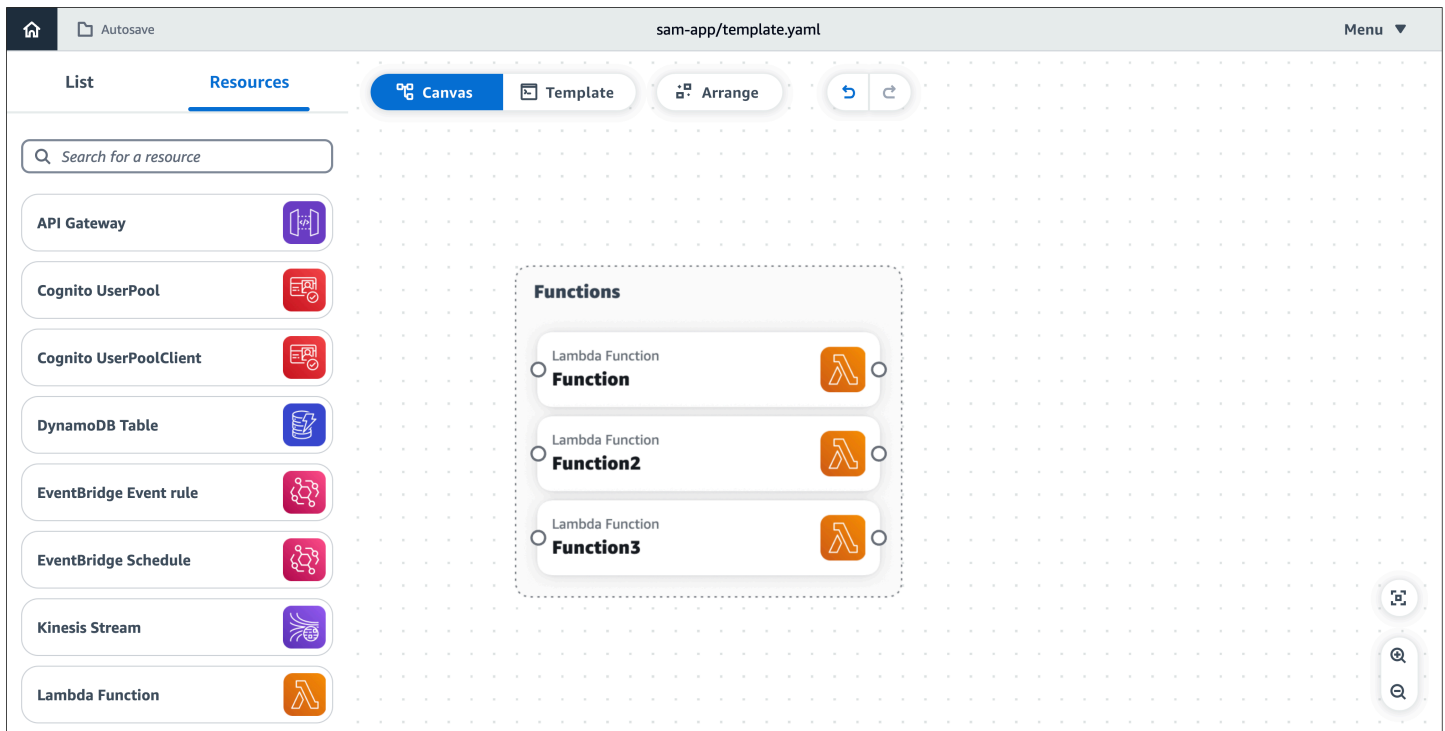 Autosave
sam-app/template.yaml
Menu
List
Resources
Canvas
Template
Arrange
Search for a resource
API Gateway
Cognito UserPool
Cognito UserPoolClient
DynamoDB Table
EventBridge Event rule
EventBridge Schedule
Kinesis Stream
Lambda Function
Functions
Lambda Function
Function
Lambda Function
Function2
Lambda Function
Function3